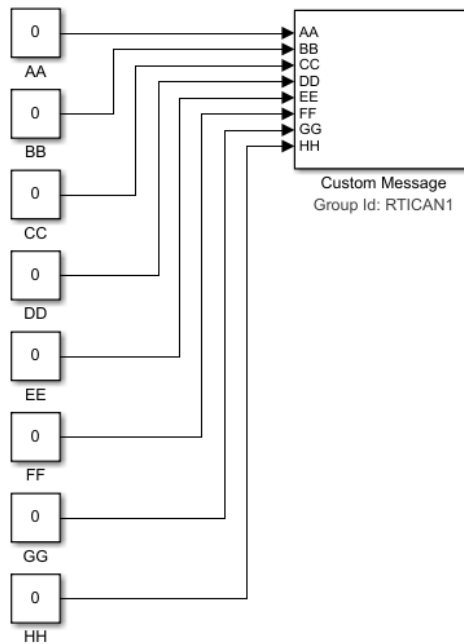 0
AA
0
BB
0
CC
0
DD
0
EE
0
FF
0
GG
0
HH
AA
BB
CC
DD
EE
FF
GG
HH
Custom Message
Group Id: RTICAN1